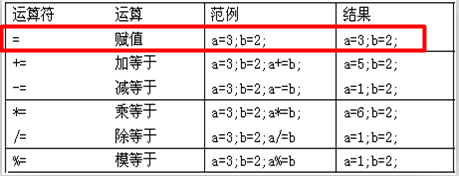 运算符 运算 范例 结果
= 赋值 a=3;b=2; a=3;b=2;
+= 加等于 a=3;b=2;a+=b; a=5;b=2;
-= 减等于 a=3;b=2;a-=b; a=1;b=2;
*= 乘等于 a=3;b=2;a*=b; a=6;b=2;
/= 除等于 a=3;b=2;a/=b a=1;b=2;
%= 模等于 a=3;b=2;a%=b a=1;b=2;